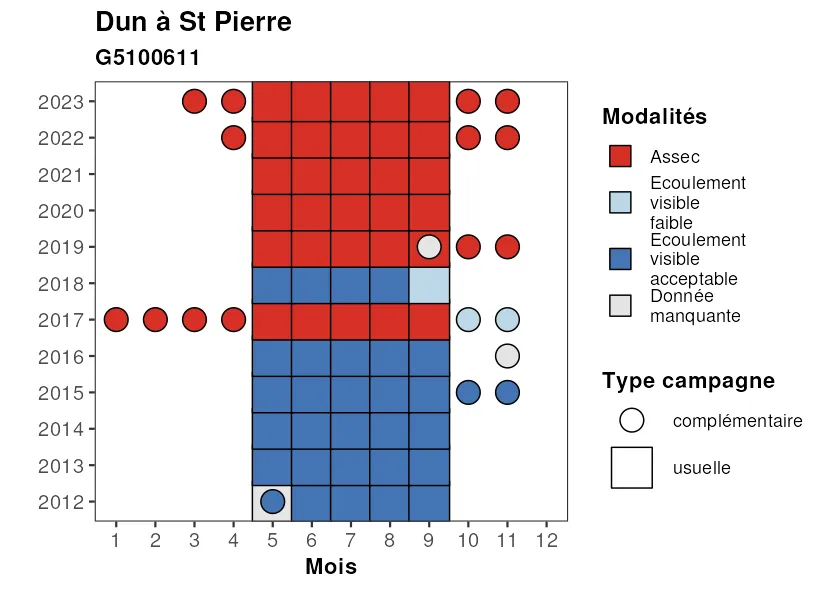 Dun à St Pierre
G5100611
2023
2022
2021
2020
2019
2018
2017
2016
2015
2014
2013
2012
1 2 3 4 5 6 7 8 9 10 11 12
Mois
Modalités
Assec
Ecoulement
visible
faible
Ecoulement
visible
acceptable
Donnée
manquante
Type campagne
complémentaire
usuelle